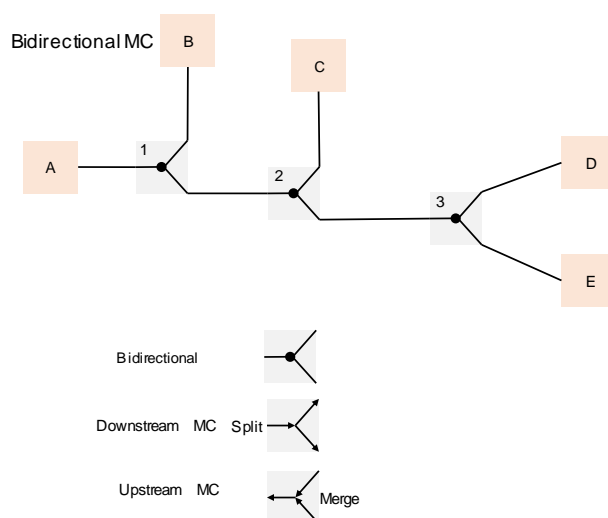 Bidirectional MC
B
C
A
1
2
3
D
E
Bidirectional
Downstream MC Split
Upstream MC
Merge